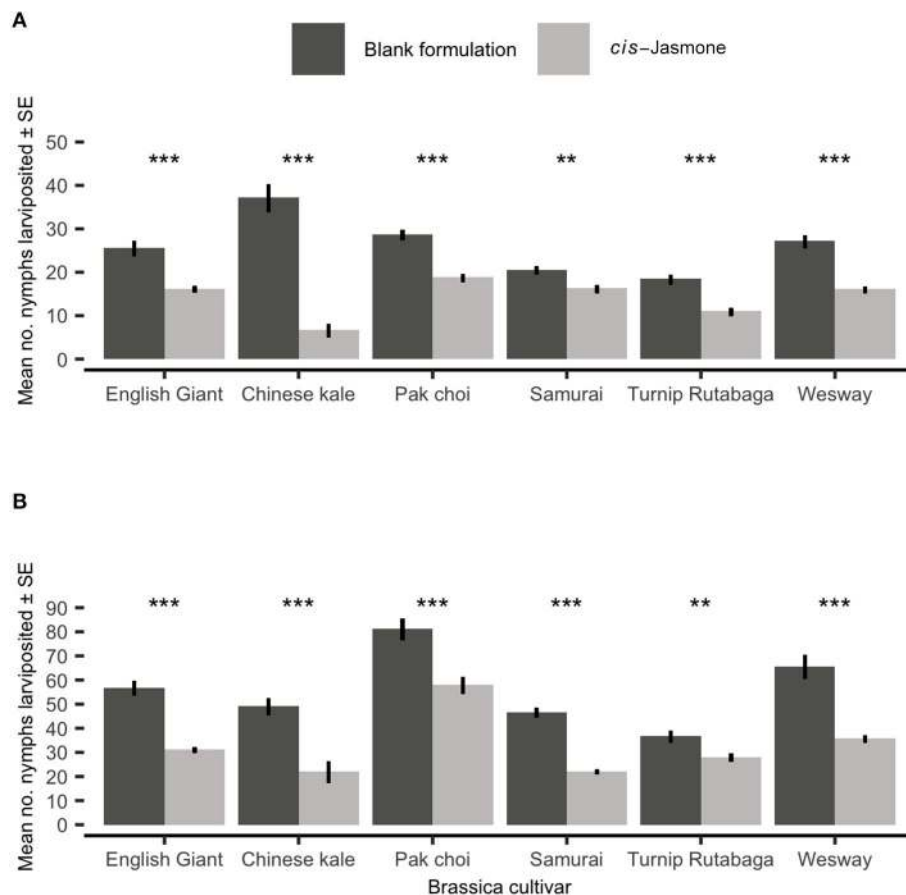 A
Blank formulation cis-Jasmone
Mean no. nymphs larviposited ± SE
50
40
30
20
10
0
*** *** *** ** *** ***
English Giant Chinese kale Pak choi Samurai Turnip Rutabaga Wesway
B
Mean no. nymphs larviposited ± SE
90
80
70
60
50
40
30
20
10
0
*** *** *** *** ** ***
English Giant Chinese kale Pak choi Samurai Turnip Rutabaga Wesway
Brassica cultivar